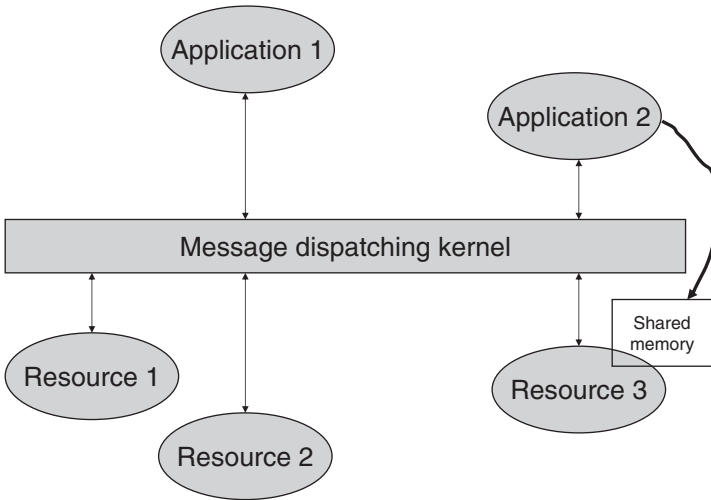 Application 1
Application 2
Message dispatching kernel
Shared
memory
Resource 1
Resource 3
Resource 2